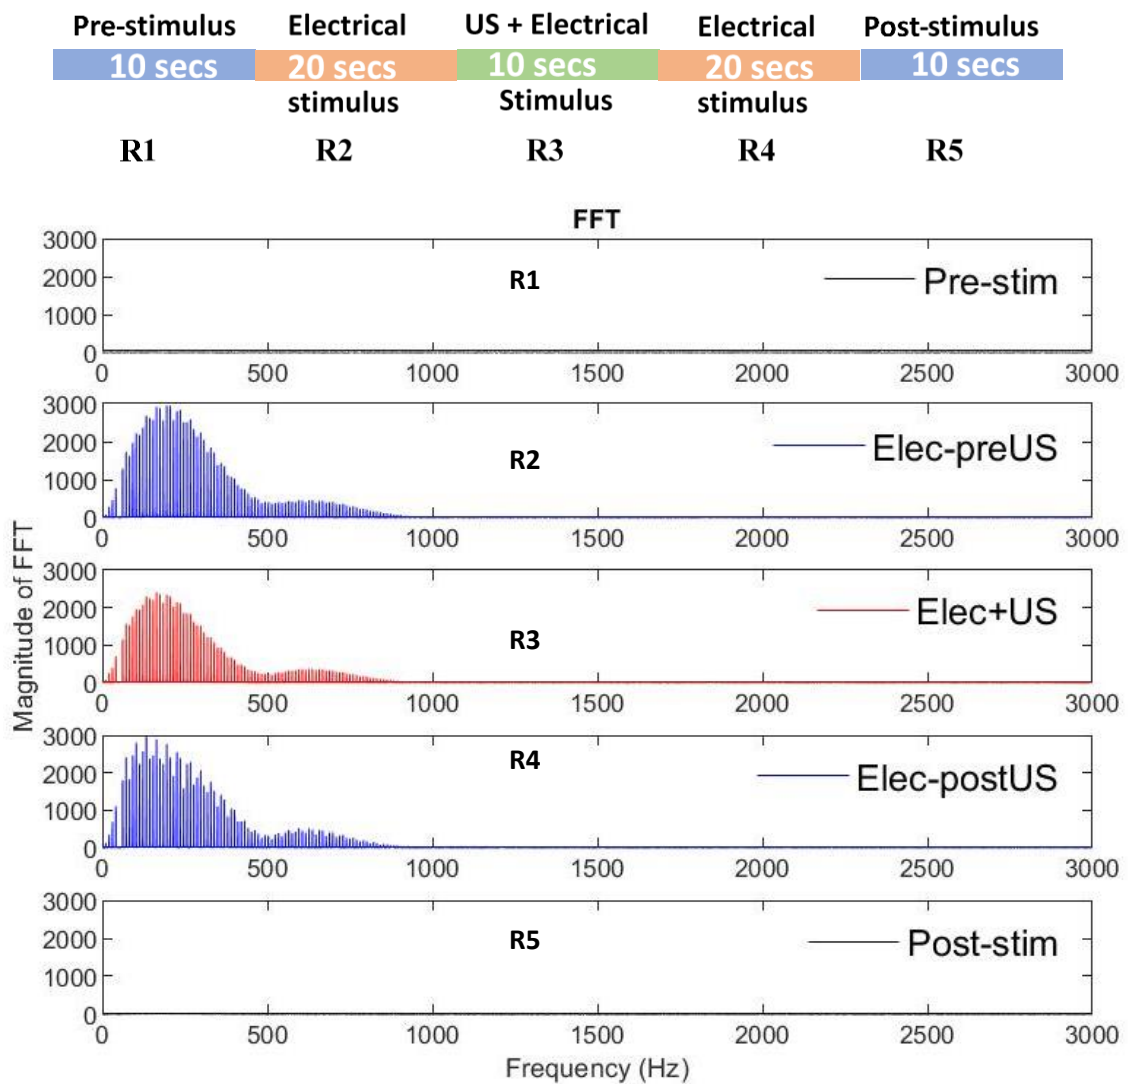 Pre-stimulus Electrical US + Electrical Electrical Post-stimulus
10 secs 20 secs 10 secs 20 secs 10 secs
stimulus Stimulus stimulus
R1 R2 R3 R4 R5
FFT
3000
2000
1000
0
R1
Pre-stim
0 500 1000 1500 2000 2500 3000
3000
2000
1000
0
R2
Elec-preUS
0 500 1000 1500 2000 2500 3000
Magnitude of FFT
3000
2000
1000
0
R3
Elec+US
0 500 1000 1500 2000 2500 3000
3000
2000
1000
0
R4
Elec-postUS
0 500 1000 1500 2000 2500 3000
3000
2000
1000
0
R5
Post-stim
0 500 1000 1500 2000 2500 3000
Frequency (Hz)